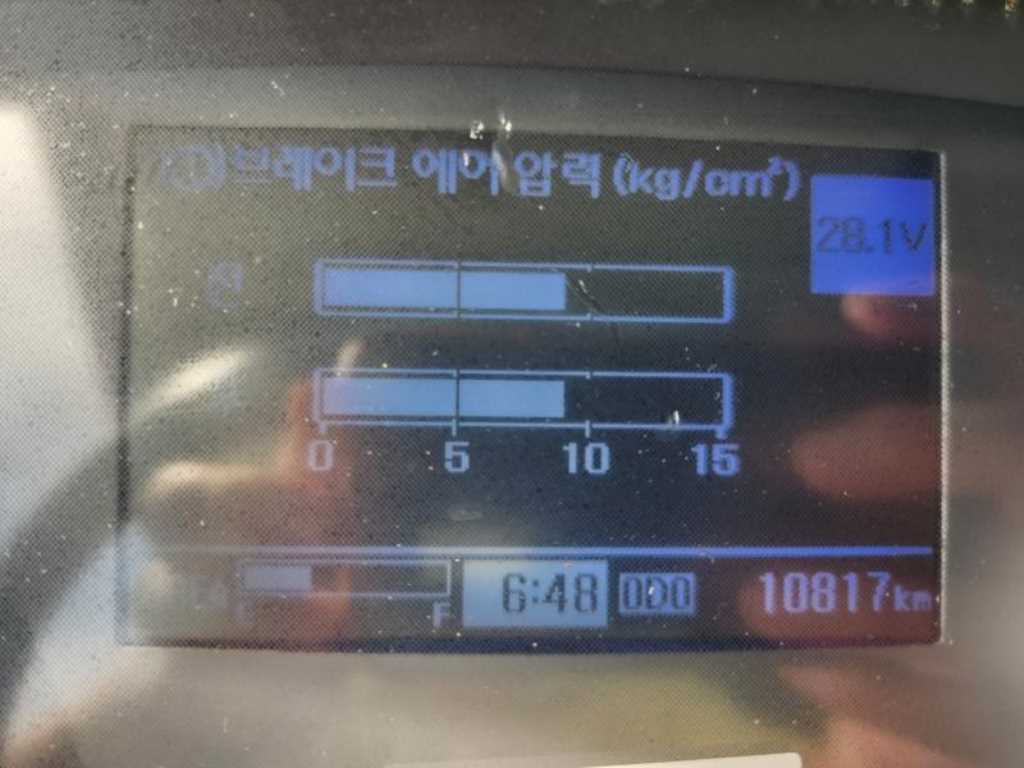 브레이크 에어 압력 (kg/cm²)
28.1V
전
0 5 10 15
E F 6:48 ODO 10817km